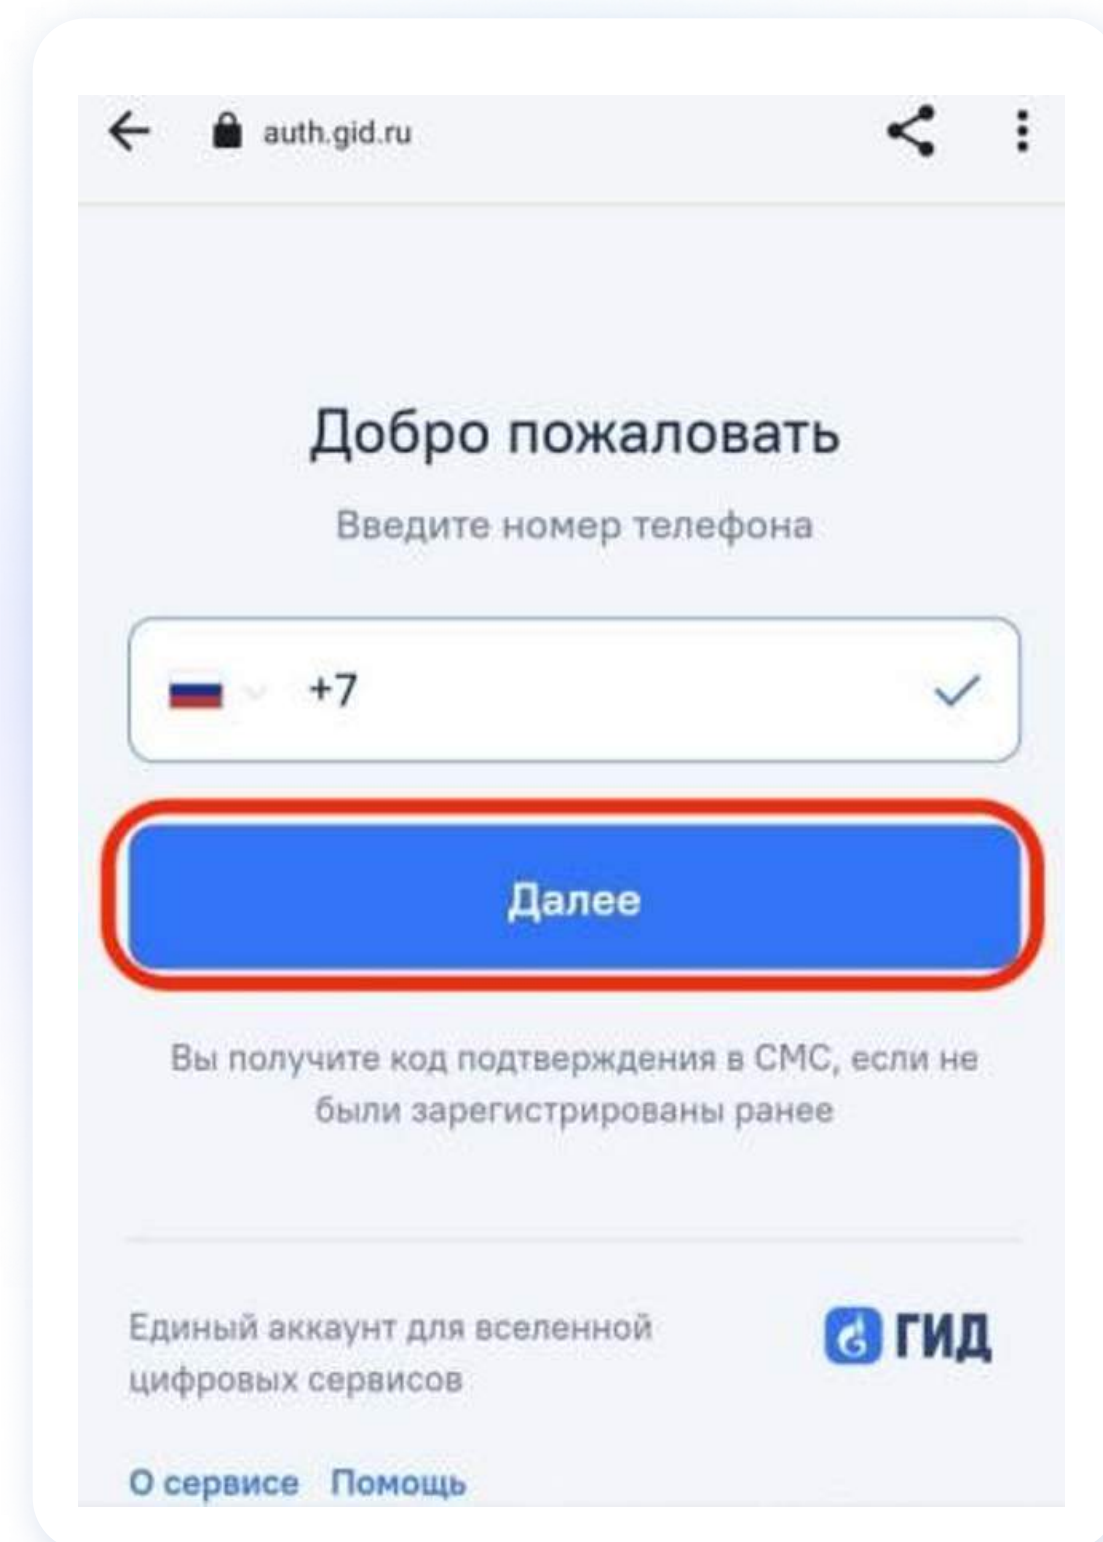 auth.gid.ru
Добро пожаловать
Введите номер телефона
+7
Далее
Вы получите код подтверждения в СМС, если не
были зарегистрированы ранее
Единый аккаунт для вселенной
цифровых сервисов
ГИД
О сервисе Помощь